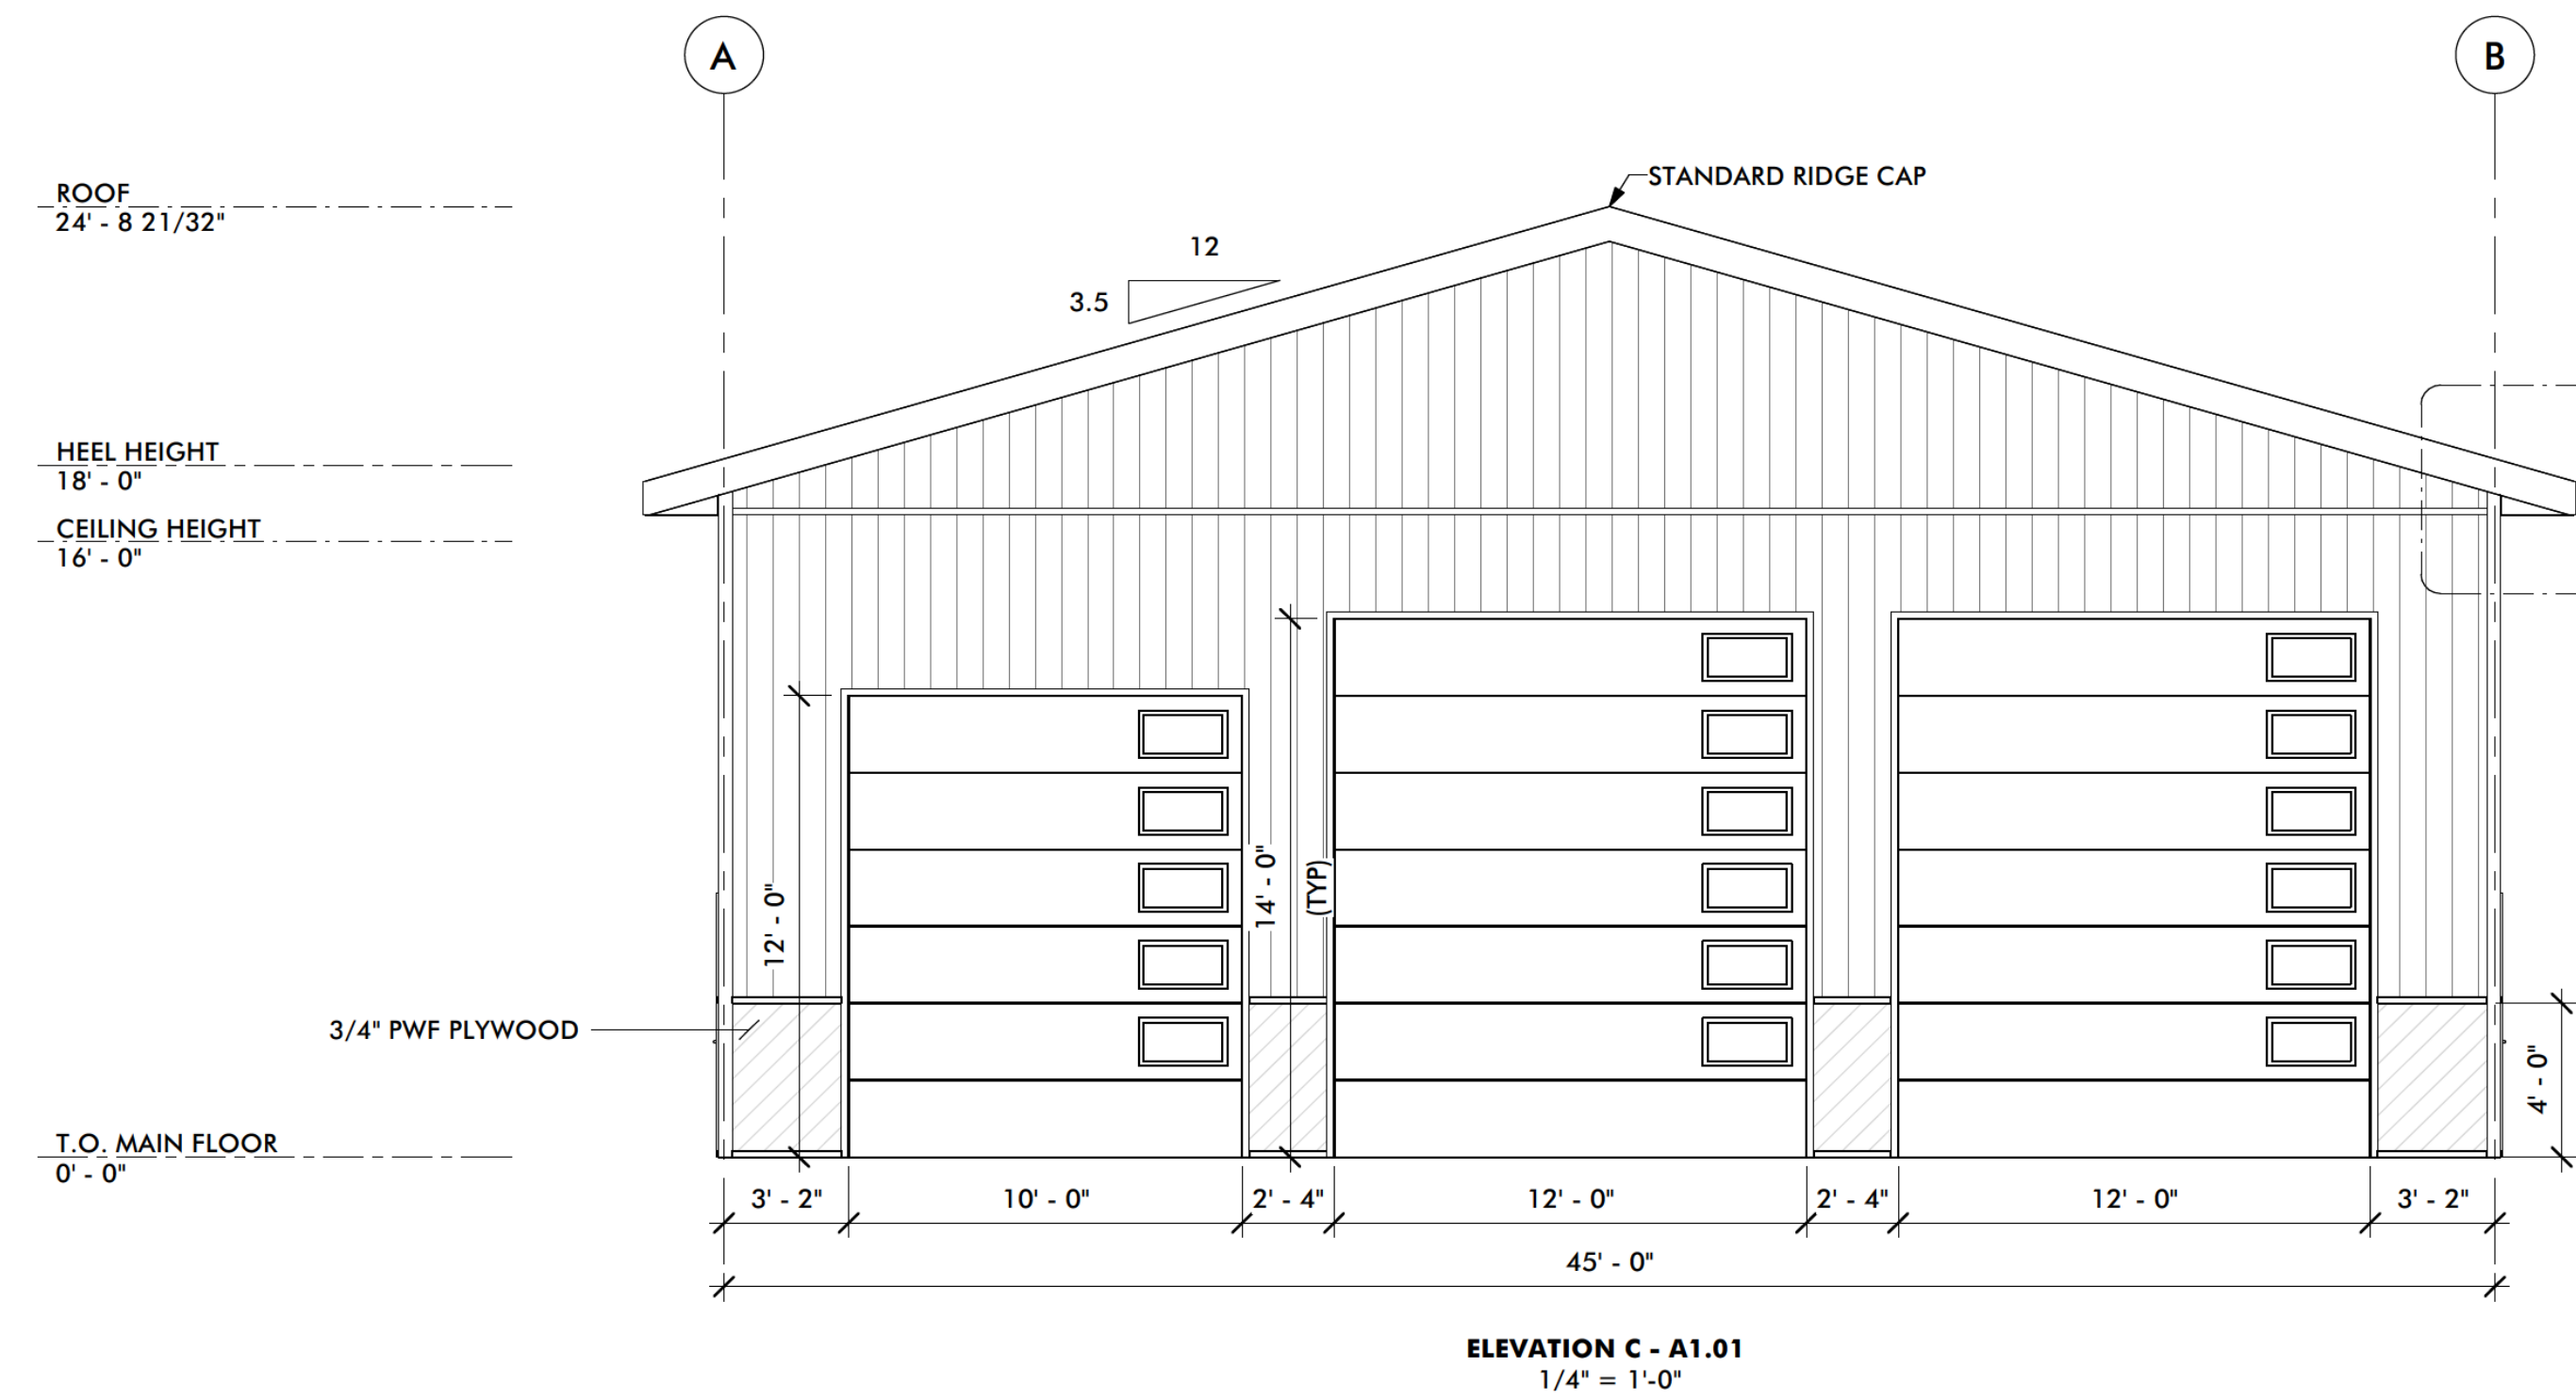 A
B
STANDARD RIDGE CAP
ROOF
24' - 8 21/32"
12
3.5
HEEL HEIGHT
18' - 0"
CEILING HEIGHT
16' - 0"
12' - 0"
14' - 0"
(TYP)
3/4" PWF PLYWOOD
4' - 0"
T.O. MAIN FLOOR
0' - 0"
3' - 2"
10' - 0"
2' - 4"
12' - 0"
2' - 4"
12' - 0"
3' - 2"
45' - 0"
ELEVATION C - A1.01
1/4" = 1'-0"